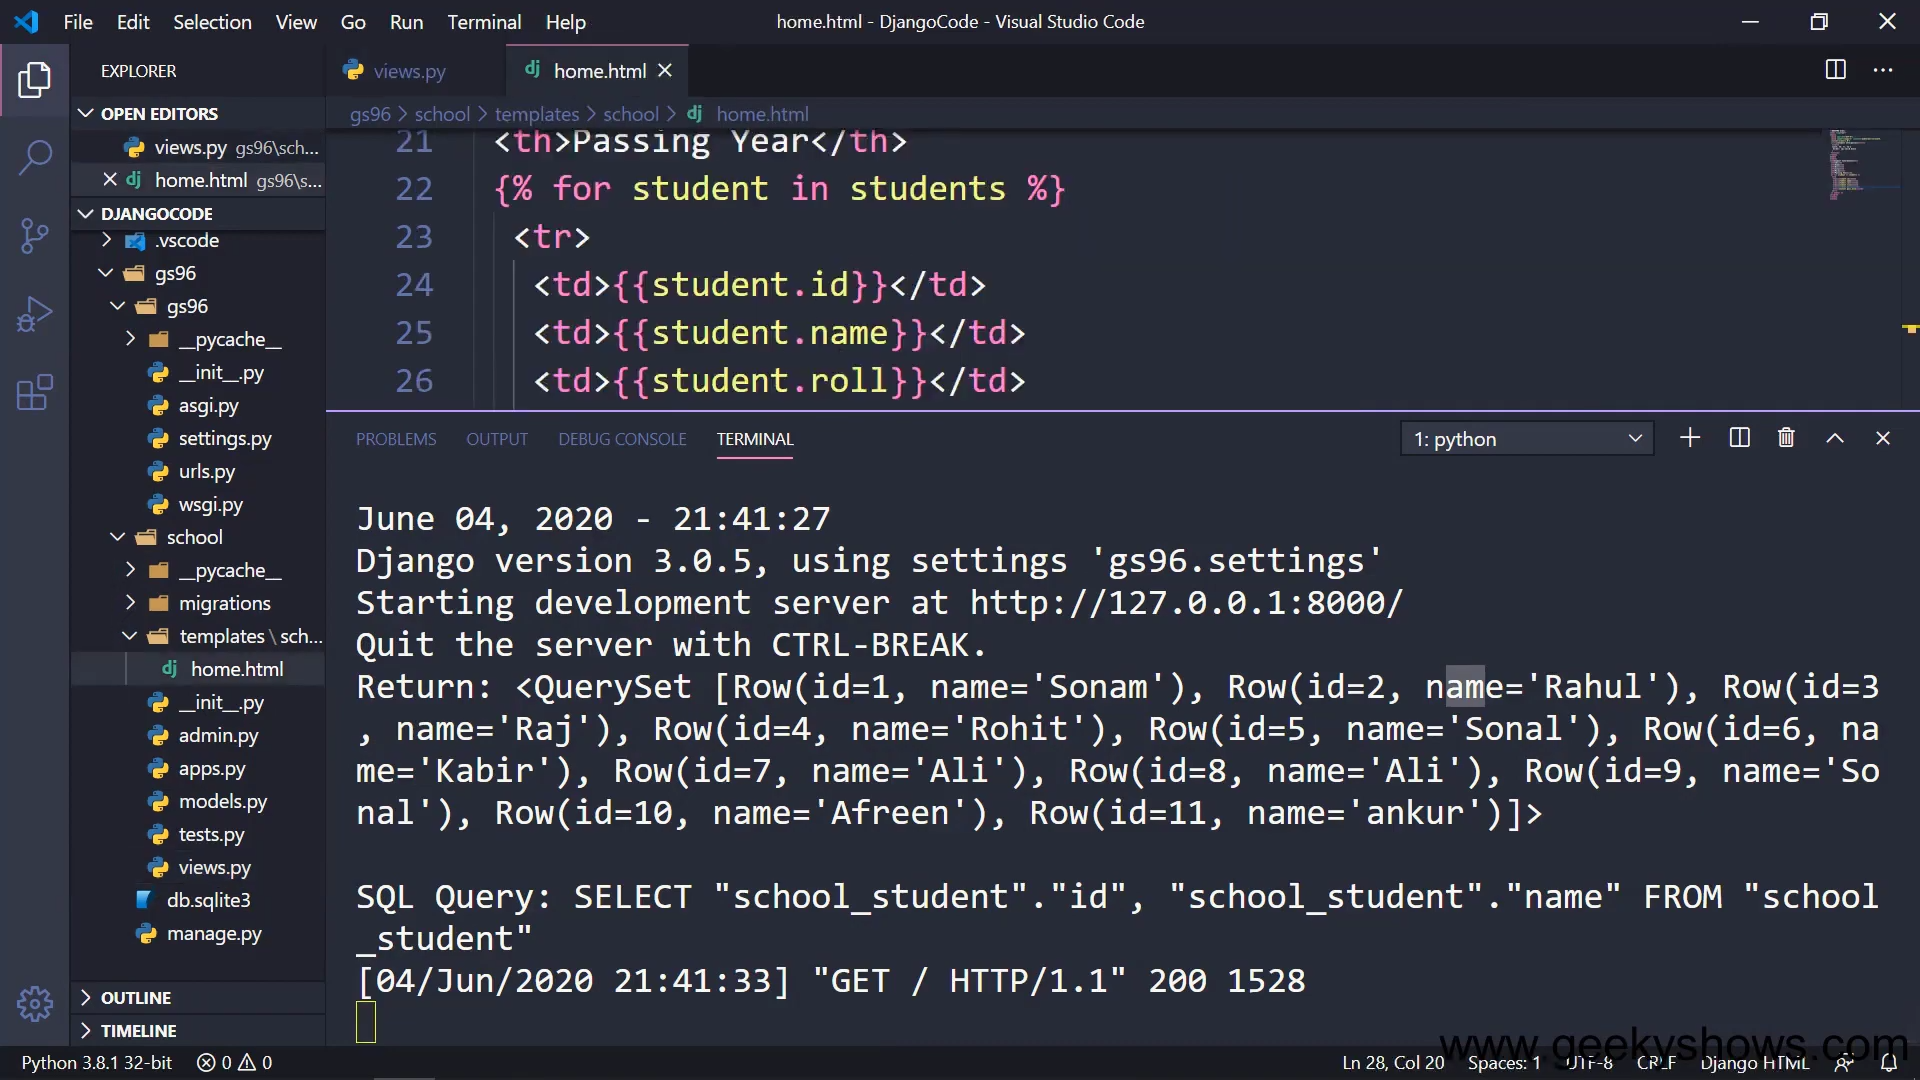 File Edit Selection View Go Run Terminal Help
home.html - DjangoCode - Visual Studio Code
EXPLORER
OPEN EDITORS
views.py gs96\sch...
home.html gs96\s...
DJANGOCODE
.vscode
gs96
gs96
__pycache__
__init__.py
asgi.py
settings.py
urls.py
wsgi.py
school
__pycache__
migrations
templates\sch...
home.html
__init__.py
admin.py
apps.py
models.py
tests.py
views.py
db.sqlite3
manage.py
OUTLINE
TIMELINE
views.py home.html
gs96 > school > templates > school > home.html
21 <th>Passing Year</th>
22 {% for student in students %}
23 <tr>
24 <td>{{student.id}}</td>
25 <td>{{student.name}}</td>
26 <td>{{student.roll}}</td>
PROBLEMS OUTPUT DEBUG CONSOLE TERMINAL 1: python
June 04, 2020 - 21:41:27
Django version 3.0.5, using settings 'gs96.settings'
Starting development server at http://127.0.0.1:8000/
Quit the server with CTRL-BREAK.
Return: <QuerySet [Row(id=1, name='Sonam'), Row(id=2, name='Rahul'), Row(id=3
, name='Raj'), Row(id=4, name='Rohit'), Row(id=5, name='Sonal'), Row(id=6, na
me='Kabir'), Row(id=7, name='Ali'), Row(id=8, name='Ali'), Row(id=9, name='So
nal'), Row(id=10, name='Afreen'), Row(id=11, name='ankur')]>
SQL Query: SELECT "school_student"."id", "school_student"."name" FROM "school
_student"
[04/Jun/2020 21:41:33] "GET / HTTP/1.1" 200 1528
www.geekyshows.com
Python 3.8.1 32-bit 0 0 Ln 28, Col 20 Spaces: 1 UTF-8 CRLF Django HTML